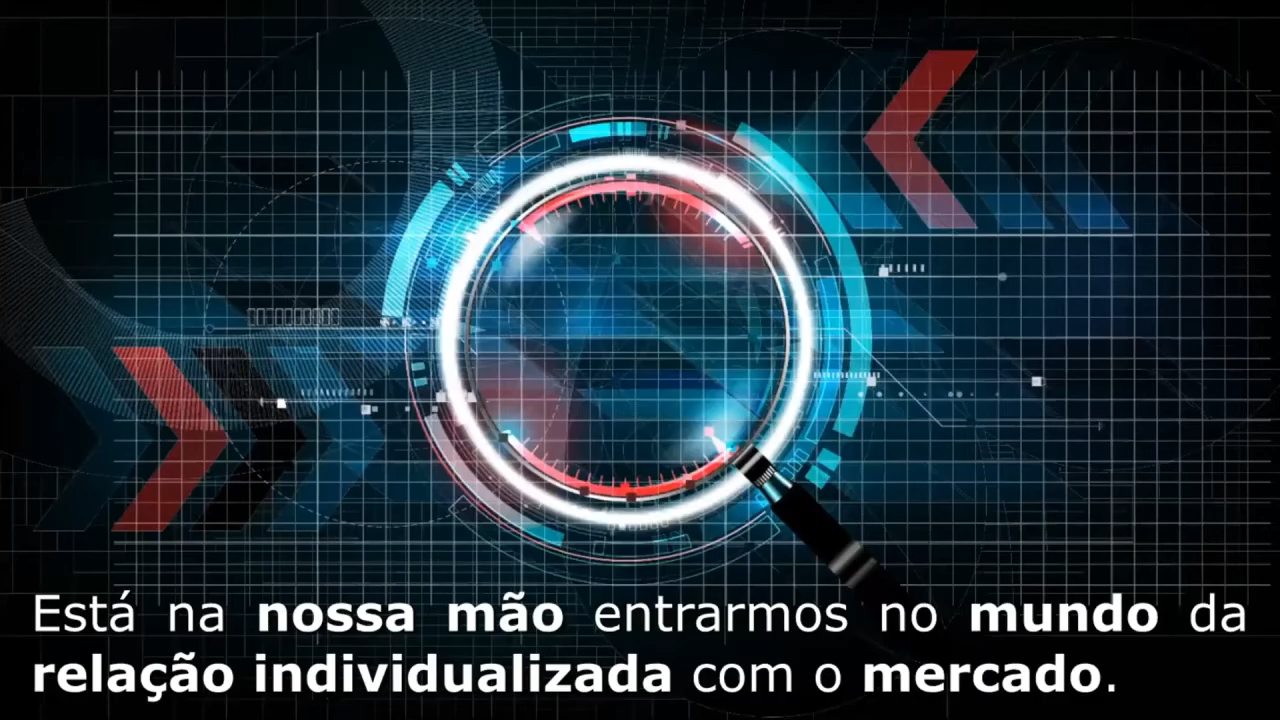 Está na nossa mão entrarmos no mundo da
relação individualizada com o mercado.